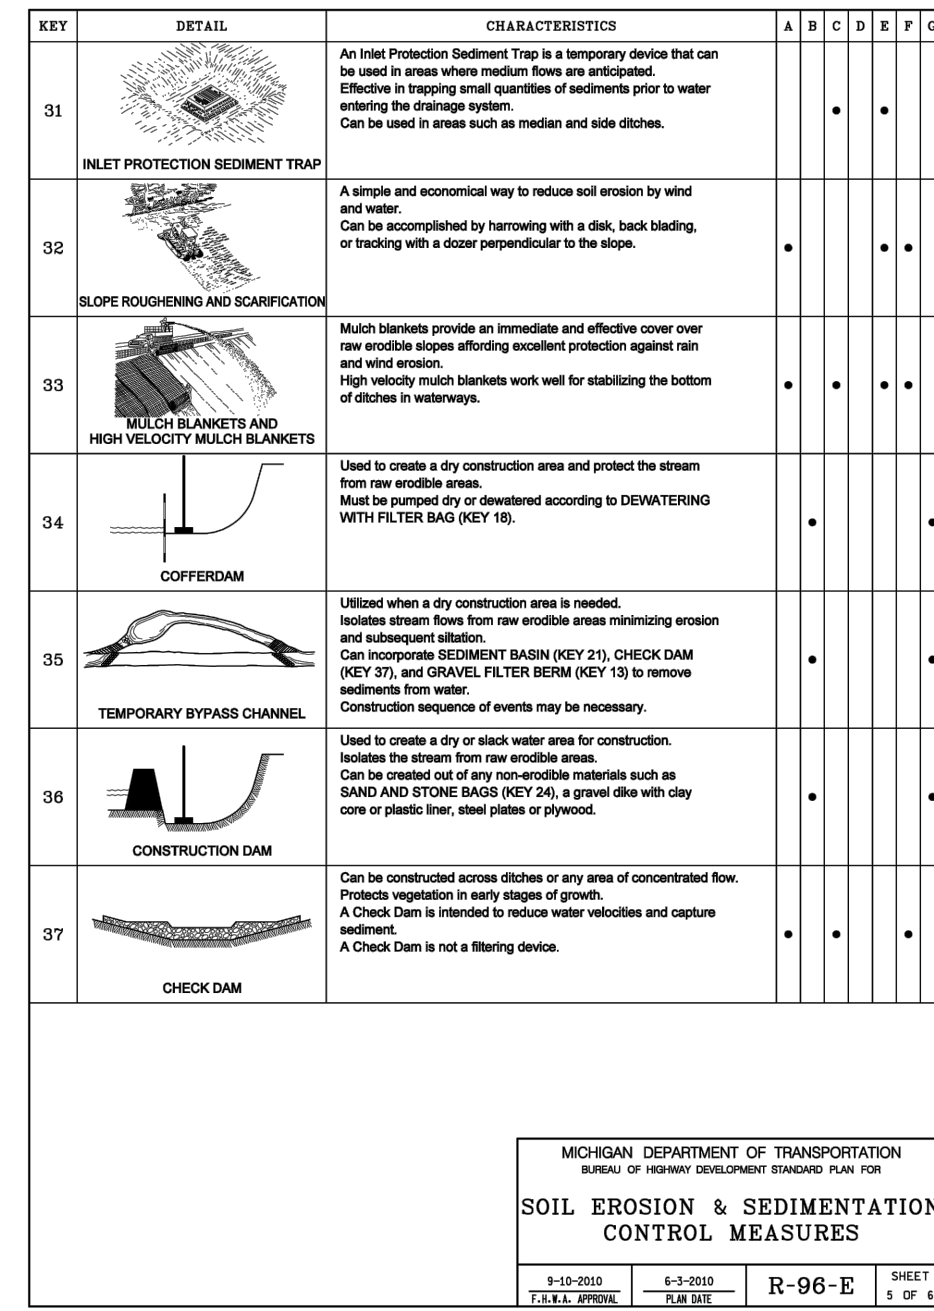 KEY DETAIL CHARACTERISTICS A B C D E F G
31
INLET PROTECTION SEDIMENT TRAP
An Inlet Protection Sediment Trap is a temporary device that can
be used in areas where medium flows are anticipated.
Effective in trapping small quantities of sediments prior to water
entering the drainage system.
Can be used in areas such as median and side ditches.
• •
32
SLOPE ROUGHENING AND SCARIFICATION
A simple and economical way to reduce soil erosion by wind
and water.
Can be accomplished by harrowing with a disk, back blading,
or tracking with a dozer perpendicular to the slope.
• • •
33
MULCH BLANKETS AND
HIGH VELOCITY MULCH BLANKETS
Mulch blankets provide an immediate and effective cover over
raw erodible slopes affording excellent protection against rain
and wind erosion.
High velocity mulch blankets work well for stabilizing the bottom
of ditches in waterways.
• • • •
34
COFFERDAM
Used to create a dry construction area and protect the stream
from raw erodible areas.
Must be pumped dry or dewatered according to DEWATERING
WITH FILTER BAG (KEY 18).
• •
35
TEMPORARY BYPASS CHANNEL
Utilized when a dry construction area is needed.
Isolates stream flows from raw erodible areas minimizing erosion
and subsequent siltation.
Can incorporate SEDIMENT BASIN (KEY 21), CHECK DAM
(KEY 37), and GRAVEL FILTER BERM (KEY 13) to remove
sediments from water.
Construction sequence of events may be necessary.
• •
36
CONSTRUCTION DAM
Used to create a dry or slack water area for construction.
Isolates the stream from raw erodible areas.
Can be created out of any non-erodible materials such as
SAND AND STONE BAGS (KEY 24), a gravel dike with clay
core or plastic liner, steel plates or plywood.
• •
37
CHECK DAM
Can be constructed across ditches or any area of concentrated flow.
Protects vegetation in early stages of growth.
A Check Dam is intended to reduce water velocities and capture
sediment.
A Check Dam is not a filtering device.
• • •
MICHIGAN DEPARTMENT OF TRANSPORTATION
BUREAU OF HIGHWAY DEVELOPMENT STANDARD PLAN FOR
SOIL EROSION & SEDIMENTATION
CONTROL MEASURES
9-10-2010
F.H.W.A. APPROVAL
6-3-2010
PLAN DATE
R-96-E
SHEET
5 OF 6